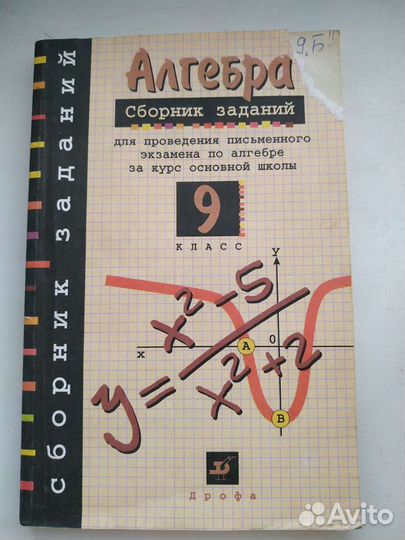 сборник заданий
9„Б"
Алгебра
Сборник заданий
для проведения письменного
экзамена по алгебре
за курс основной школы
9
КЛАСС
y
x
0
A
B
y = x² - 5 / x² + 2
Дрофа
Avito